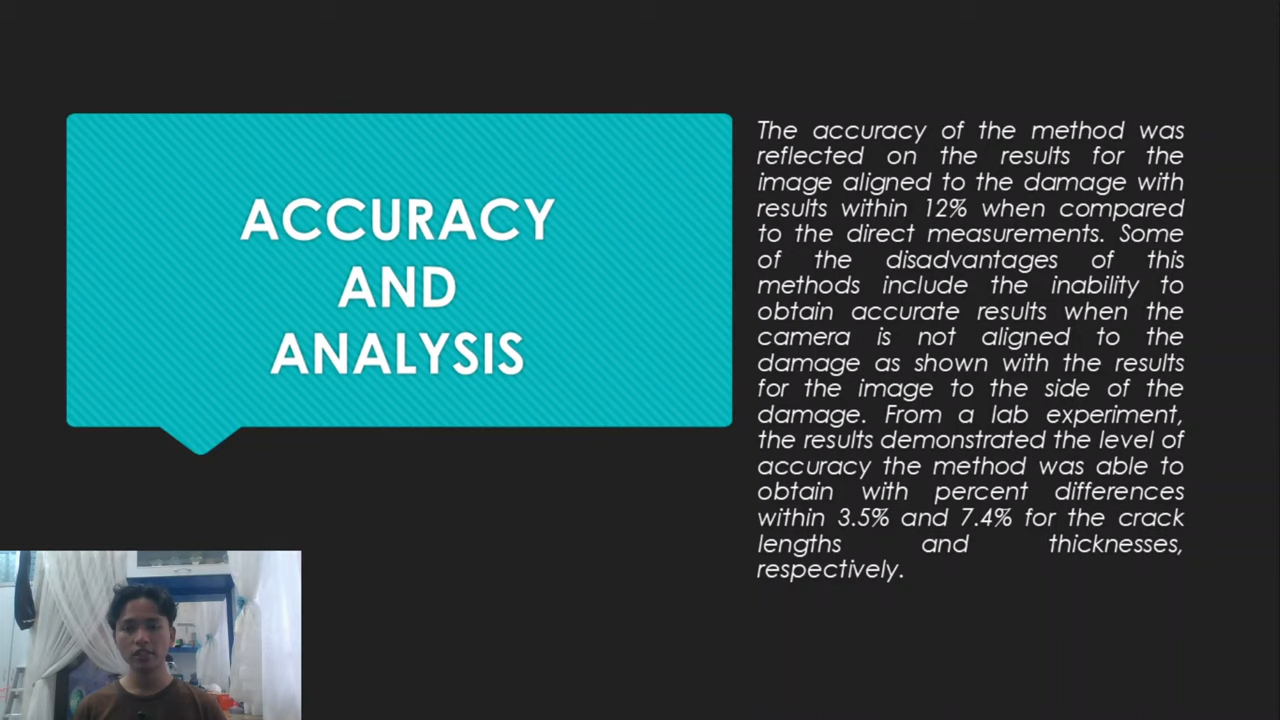 ACCURACY
AND
ANALYSIS
The accuracy of the method was
reflected on the results for the
image aligned to the damage with
results within 12% when compared
to the direct measurements. Some
of the disadvantages of this
methods include the inability to
obtain accurate results when the
camera is not aligned to the
damage as shown with the results
for the image to the side of the
damage. From a lab experiment,
the results demonstrated the level of
accuracy the method was able to
obtain with percent differences
within 3.5% and 7.4% for the crack
lengths and thicknesses,
respectively.